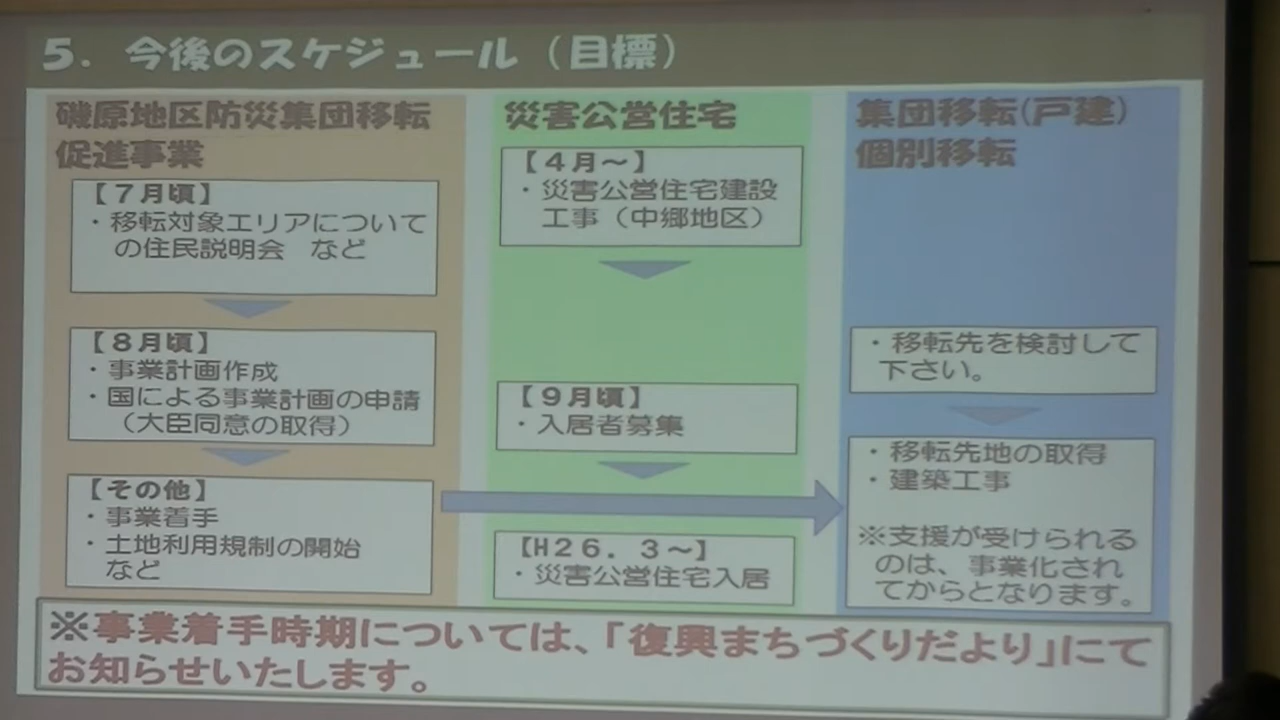 5．今後のスケジュール（目標）
磯原地区防災集団移転
促進事業
【７月頃】
・移転対象エリアについて
の住民説明会　など
【８月頃】
・事業計画作成
・国による事業計画の申請
（大臣同意の取得）
【その他】
・事業着手
・土地利用規制の開始
など
災害公営住宅
【４月～】
・災害公営住宅建設
工事（中郷地区）
【９月頃】
・入居者募集
【H２６．３～】
・災害公営住宅入居
集団移転(戸建)
個別移転
・移転先を検討して
下さい。
・移転先地の取得
・建築工事
※支援が受けられる
のは、事業化され
てからとなります。
※事業着手時期については、「復興まちづくりだより」にて
お知らせいたします。